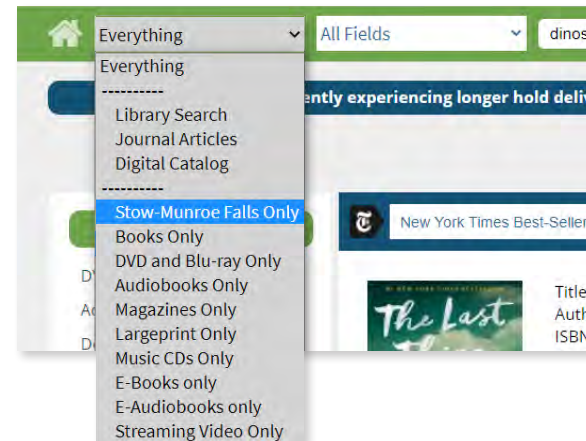 Everything
All Fields
dinos
Everything
----------
Library Search
Journal Articles
Digital Catalog
----------
Stow-Munroe Falls Only
Books Only
DVD and Blu-ray Only
Audiobooks Only
Magazines Only
Largeprint Only
Music CDs Only
E-Books only
E-Audiobooks only
Streaming Video Only
ently experiencing longer hold deli
New York Times Best-Seller
The Last
Title
Auth
ISBN